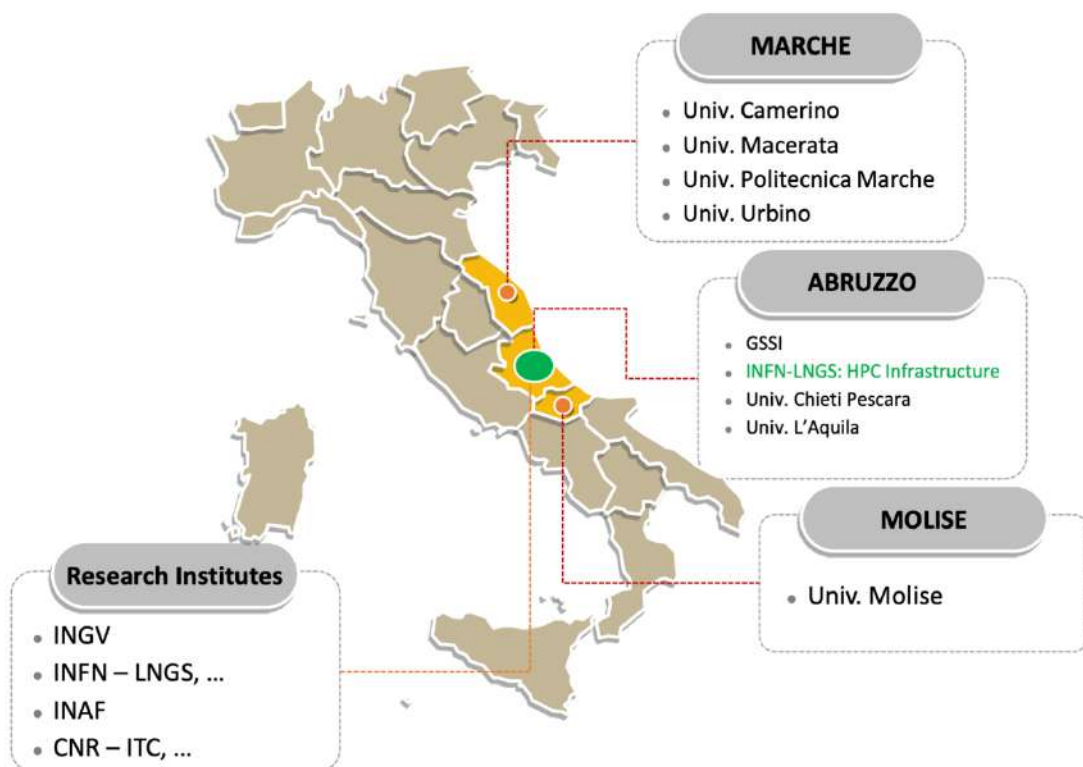 MARCHE
• Univ. Camerino
• Univ. Macerata
• Univ. Politecnica Marche
• Univ. Urbino
ABRUZZO
• GSSI
• INFN-LNGS: HPC Infrastructure
• Univ. Chieti Pescara
• Univ. L’Aquila
MOLISE
• Univ. Molise
Research Institutes
• INGV
• INFN – LNGS, ...
• INAF
• CNR – ITC, ...